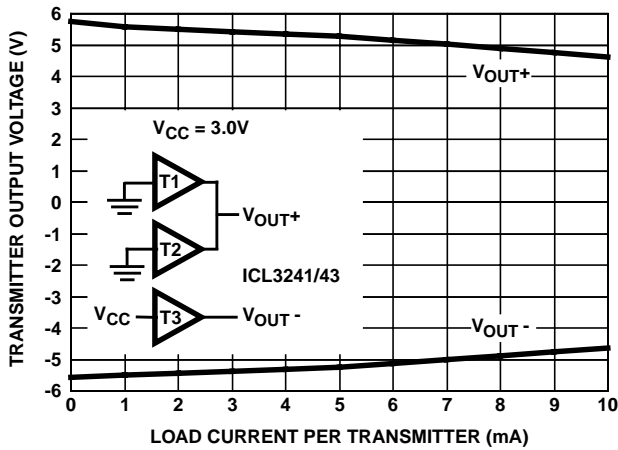 TRANSMITTER OUTPUT VOLTAGE (V)
6
5
4
3
2
1
0
-1
-2
-3
-4
-5
-6
VOUT+
VCC = 3.0V
T1
VOUT+
T2
ICL3241/43
VCC
T3
VOUT -
VOUT -
0 1 2 3 4 5 6 7 8 9 10
LOAD CURRENT PER TRANSMITTER (mA)